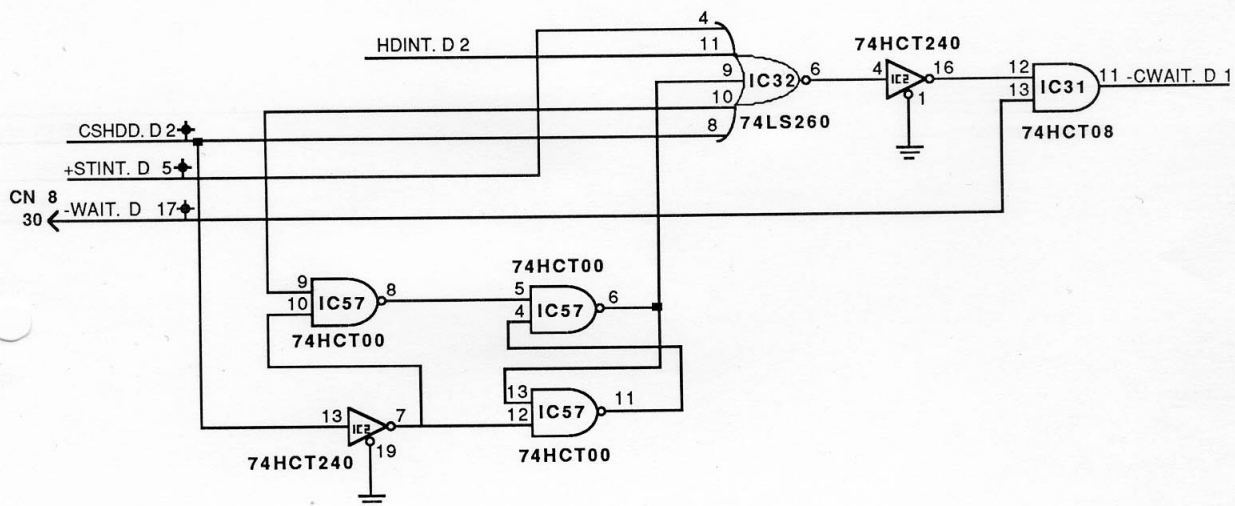 4
HDINT. D 2
11
9
IC32
6
10
8
74LS260
74HCT240
4
IC2
16
1
12
13
IC31
11
-CWAIT. D 1
74HCT08
CSHDD. D 2
+STINT. D 5
CN 8
30
-WAIT. D 17
9
10
IC57
8
74HCT00
74HCT00
5
4
IC57
6
13
12
IC57
11
74HCT00
13
IC2
7
19
74HCT240